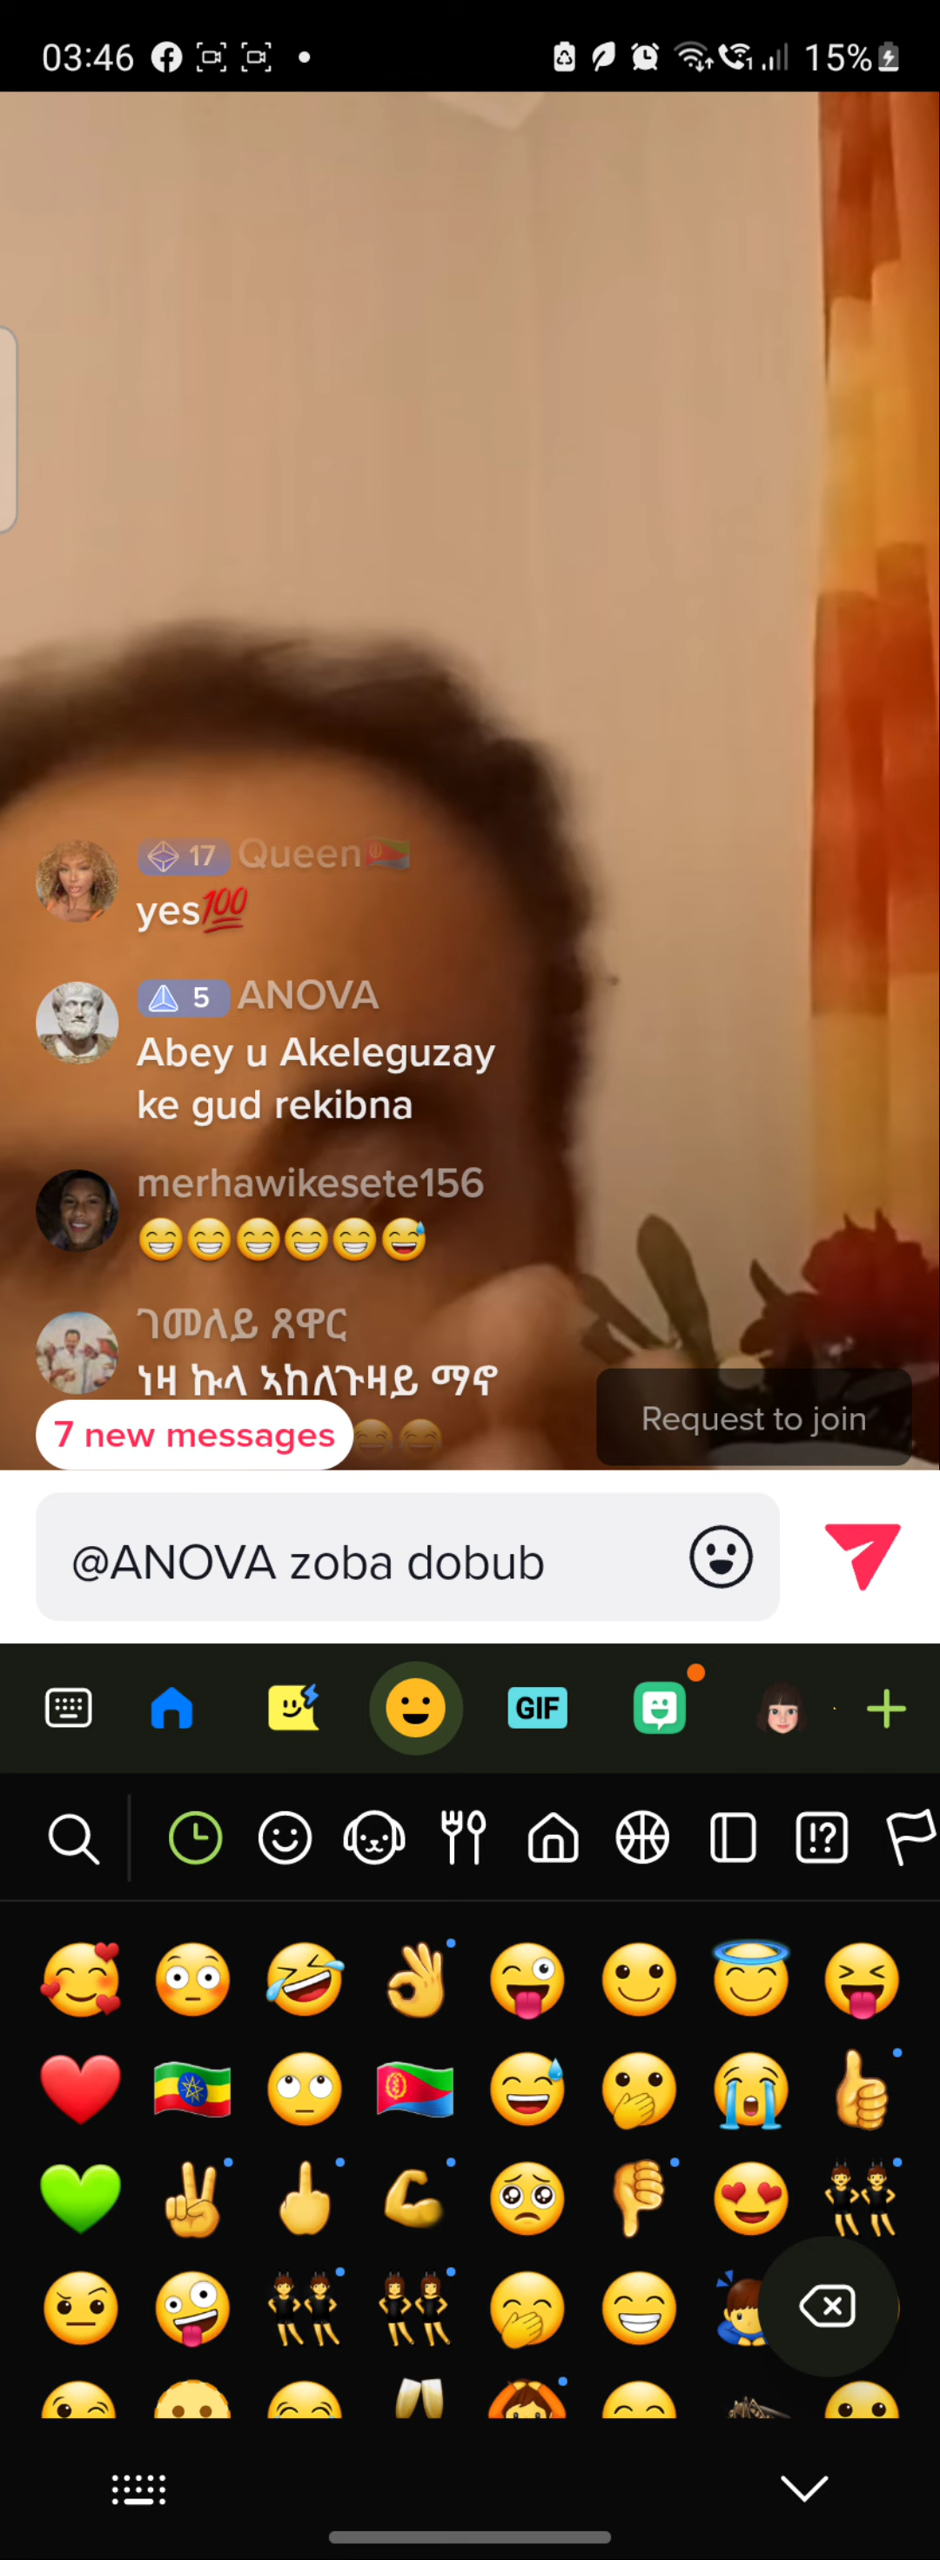 03:46
15%
17 Queen
yes💯
5 ANOVA
Abey u Akeleguzay
ke gud rekibna
merhawikesete156
ገመለይ ጸዋር
ነዛ ኩላ ኣከለጉዛይ ማኖ
7 new messages
Request to join
@ANOVA zoba dobub
GIF
!?